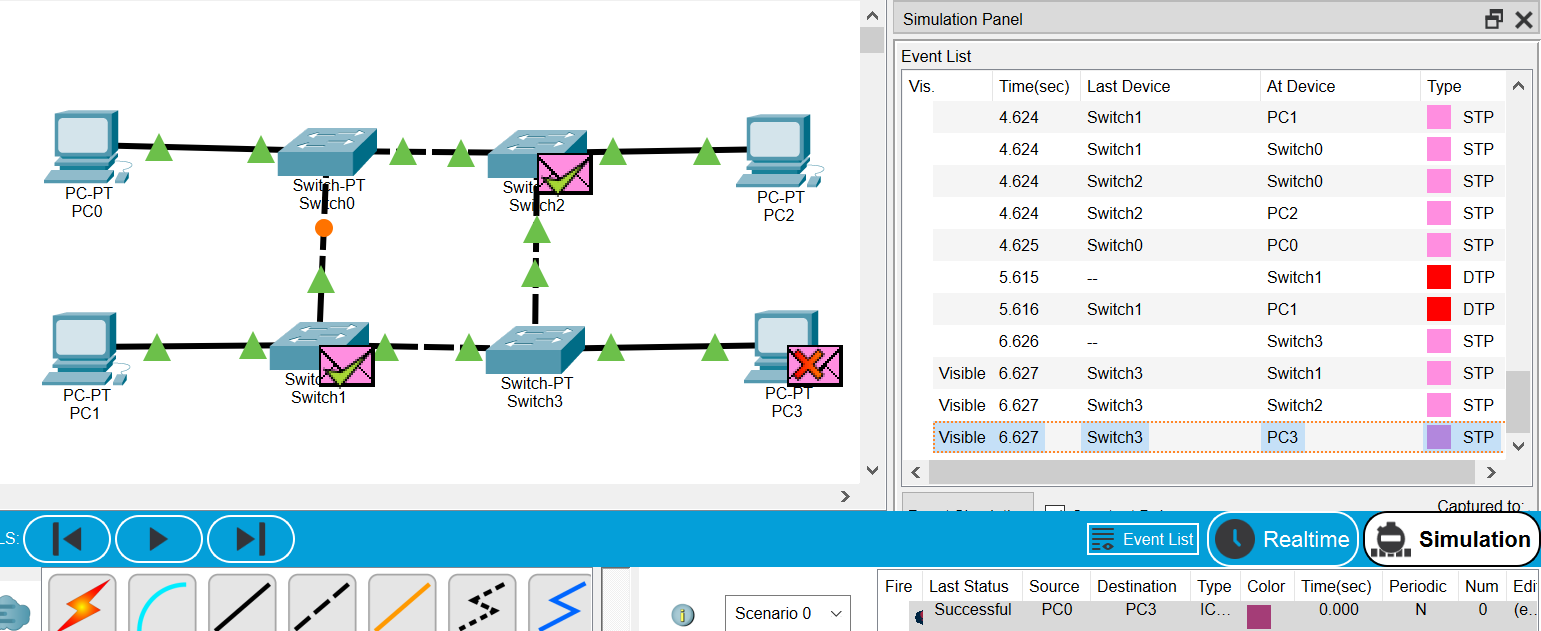 Simulation Panel
Event List
Vis. Time(sec) Last Device At Device Type
4.624 Switch1 PC1 STP
4.624 Switch1 Switch0 STP
4.624 Switch2 Switch0 STP
4.624 Switch2 PC2 STP
4.625 Switch0 PC0 STP
5.615 -- Switch1 DTP
5.616 Switch1 PC1 DTP
6.626 -- Switch3 STP
Visible 6.627 Switch3 Switch1 STP
Visible 6.627 Switch3 Switch2 STP
Visible 6.627 Switch3 PC3 STP
Captured to:
PC-PT
PC0
Switch-PT
Switch0
Switch2
PC-PT
PC2
PC-PT
PC1
Switch1
Switch-PT
Switch3
PC-PT
PC3
LS:
Event List
Realtime
Simulation
Scenario 0
Fire Last Status Source Destination Type Color Time(sec) Periodic Num Edi
Successful PC0 PC3 IC... 0.000 N 0 (e..